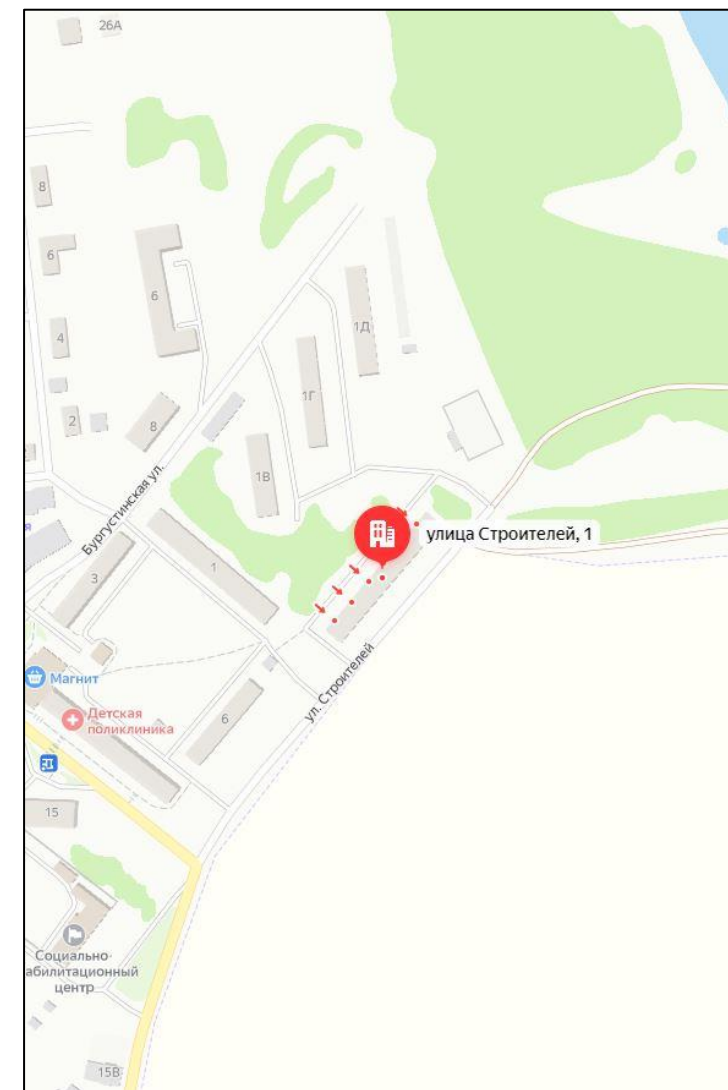 26А
8
6
6
4
1Д
1Г
2
8
1В
Бургустинская ул.
улица Строителей, 1
1
3
Магнит
ул. Строителей
Детская
поликлиника
6
15
Социально-
абилитационный
центр
15В